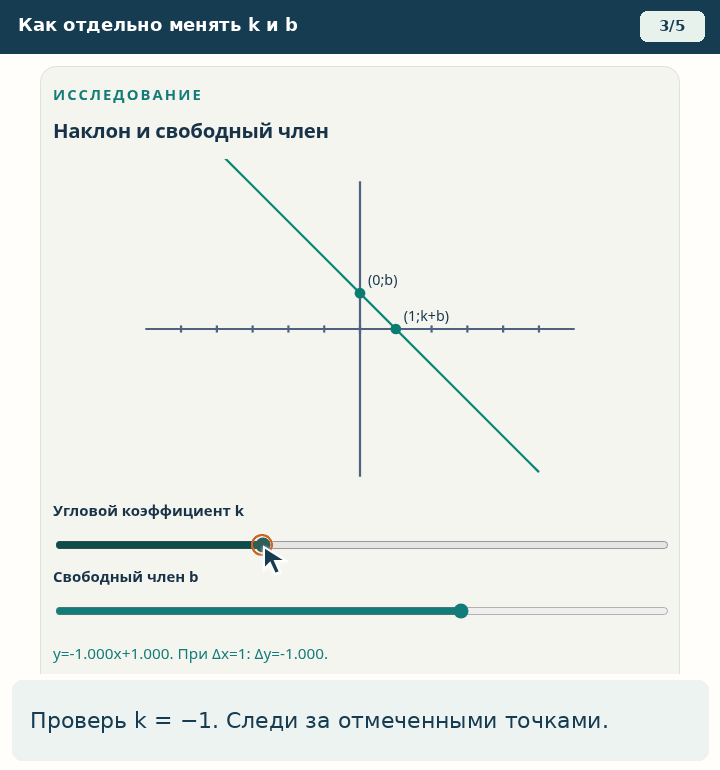 Как отдельно менять k и b
3/5
ИССЛЕДОВАНИЕ
Наклон и свободный член
(0;b)
(1;k+b)
Угловой коэффициент k
Свободный член b
y=-1.000x+1.000. При Δx=1: Δy=-1.000.
Проверь k = −1. Следи за отмеченными точками.